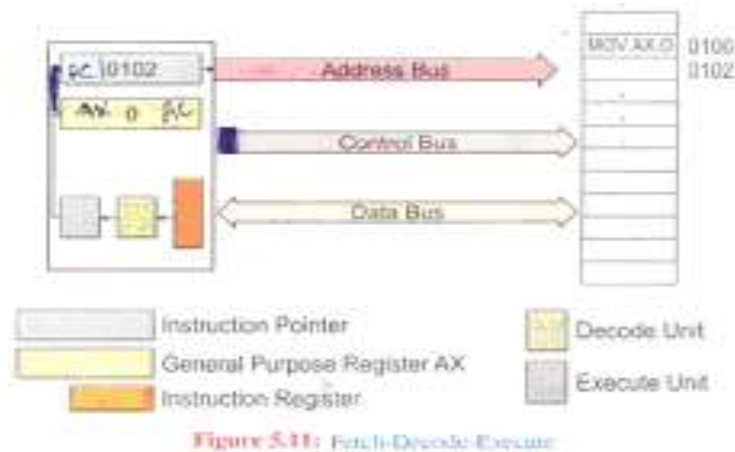 PC 0102
Address Bus
MOV AX,0 0100
0102
AX 0
Control Bus
Data Bus
Instruction Pointer
General Purpose Register AX
Instruction Register
Decode Unit
Execute Unit
Figure 5.11: Fetch-Decode-Execute